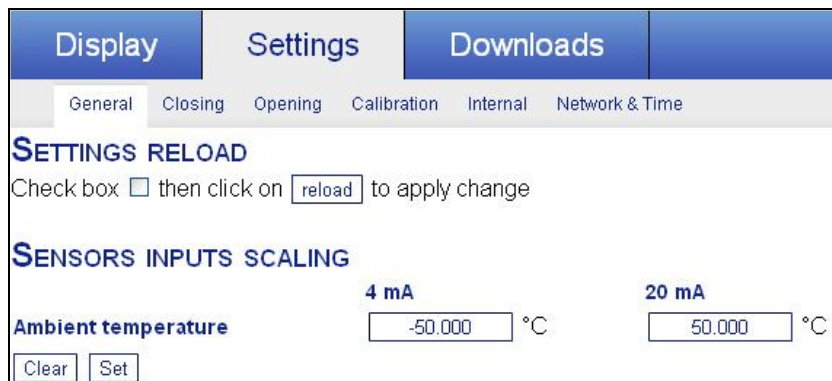 Display Settings Downloads
General Closing Opening Calibration Internal Network & Time
SETTINGS RELOAD
Check box then click on reload to apply change
SENSORS INPUTS SCALING
4 mA 20 mA
Ambient temperature -50.000 °C 50.000 °C
Clear Set